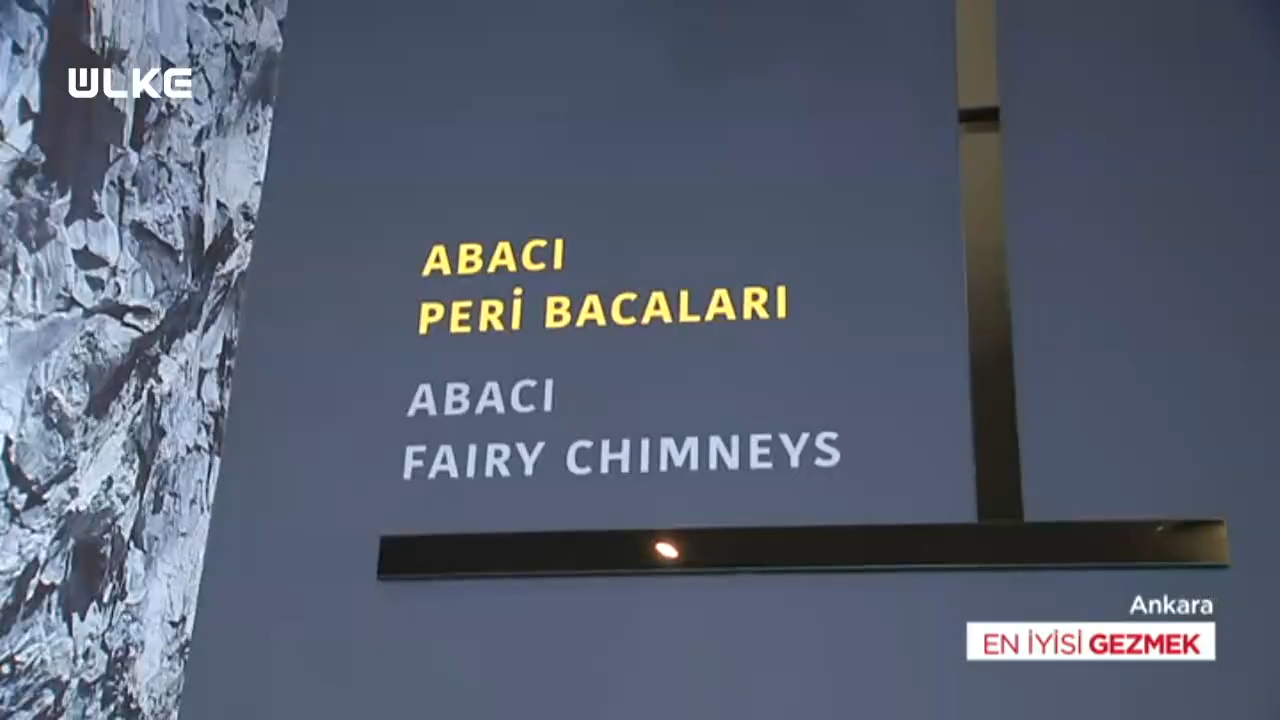 ÜLKE
ABACI
PERİ BACALARI
ABACI
FAIRY CHIMNEYS
Ankara
EN İYİSİ GEZMEK